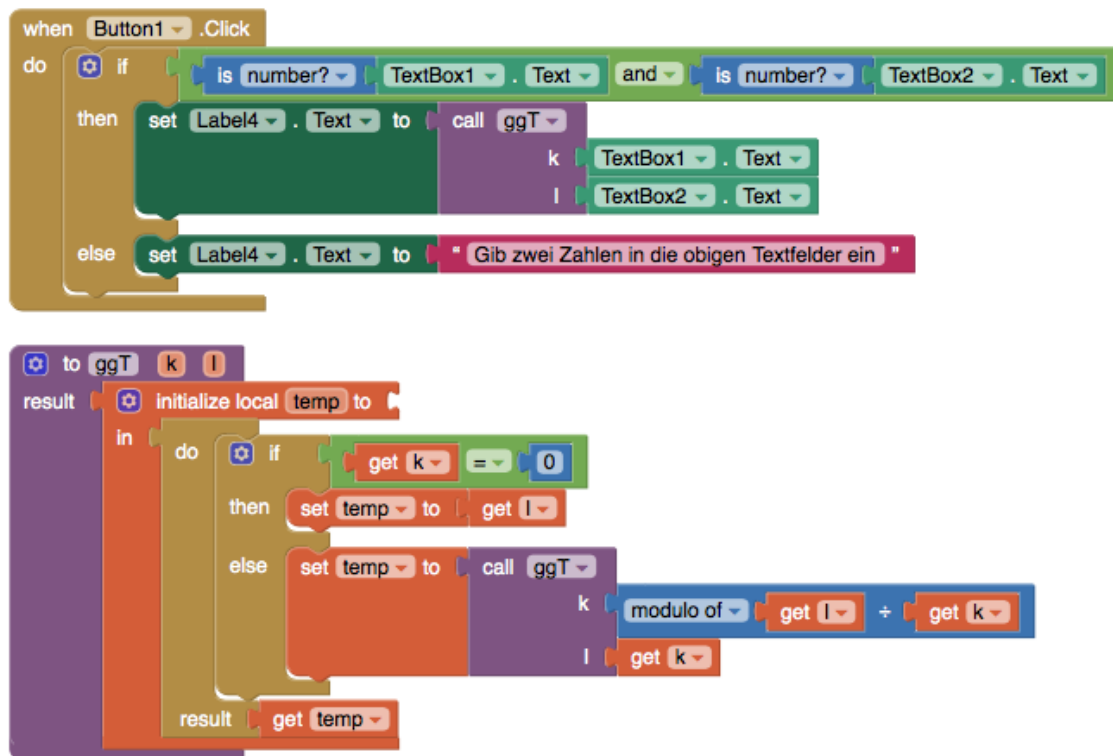 when Button1 .Click
do if is number? TextBox1 . Text and is number? TextBox2 . Text
then set Label4 . Text to call ggT
k TextBox1 . Text
l TextBox2 . Text
else set Label4 . Text to “ Gib zwei Zahlen in die obigen Textfelder ein ”
to ggT k l
result initialize local temp to
in do if get k = 0
then set temp to get l
else set temp to call ggT
k modulo of get l ÷ get k
l get k
result get temp